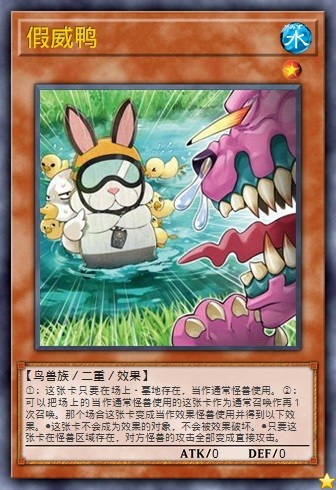 假威鸭
水
【鸟兽族／二重／效果】
①：这张卡只要在场上·墓地存在，当作通常怪兽使用。②：
可以把场上的当作通常怪兽使用的这张卡作为通常召唤作再1
次召唤。那个场合这张卡变成当作效果怪兽使用并得到以下效
果。●这张卡不会成为效果的对象，不会被效果破坏。●只要这
张卡在怪兽区域存在，对方怪兽的攻击全部变成直接攻击。
ATK/0 DEF/0